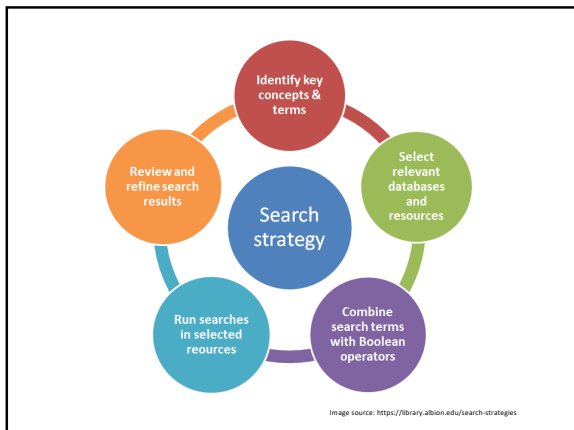 Identify key
concepts &
terms
Select
relevant
databases
and
resources
Combine
search terms
with Boolean
operators
Run searches
in selected
reources
Review and
refine search
results
Search
strategy
Image source: https://library.albion.edu/search-strategies